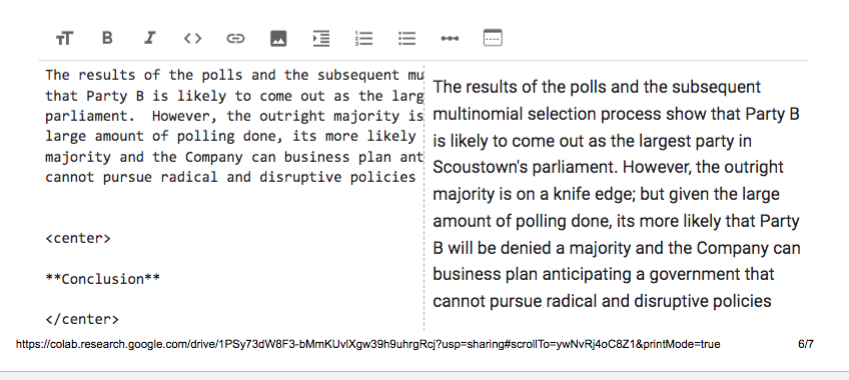 The results of the polls and the subsequent mu
that Party B is likely to come out as the larg
parliament.  However, the outright majority is
large amount of polling done, its more likely
majority and the Company can business plan ant
cannot pursue radical and disruptive policies
<center>
**Conclusion**
</center>
The results of the polls and the subsequent
multinomial selection process show that Party B
is likely to come out as the largest party in
Scoustown's parliament. However, the outright
majority is on a knife edge; but given the large
amount of polling done, its more likely that Party
B will be denied a majority and the Company can
business plan anticipating a government that
cannot pursue radical and disruptive policies
https://colab.research.google.com/drive/1PSy73dW8F3-bMmKUvlXgw39h9uhrgRcj?usp=sharing#scrollTo=ywNvRj4oC8Z1&printMode=true 6/7